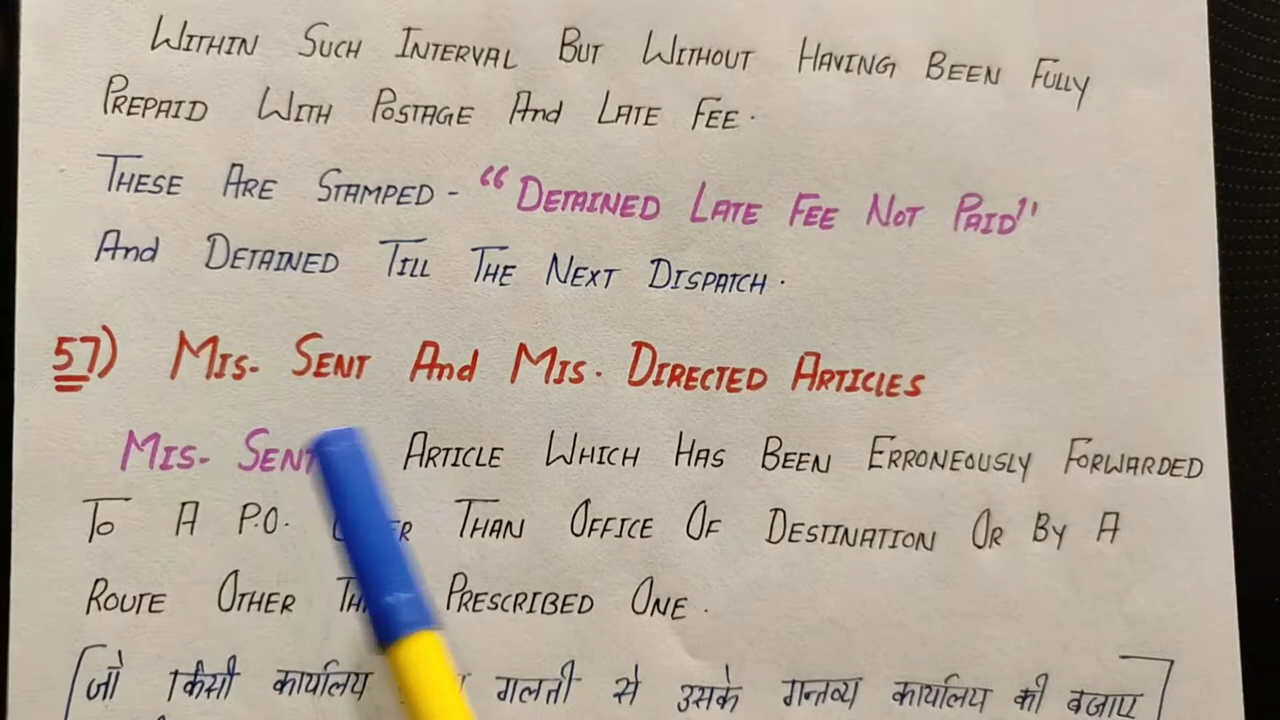 WITHIN SUCH INTERVAL BUT WITHOUT HAVING BEEN FULLY
PREPAID WITH POSTAGE And LATE FEE.
THESE ARE STAMPED - "DETAINED LATE FEE NOT PAID"
And DETAINED TILL THE NEXT DISPATCH.
57) MIS- SENT And MIS. DIRECTED ARTICLES
MIS- SENT ARTICLE WHICH HAS BEEN ERRONEOUSLY FORWARDED
TO A P.O. THAN OFFICE OF DESTINATION OR BY A
ROUTE OTHER PRESCRIBED ONE.
[जो किसी कार्यालय गलती से उसके गन्तव्य कार्यालय की बजाए]